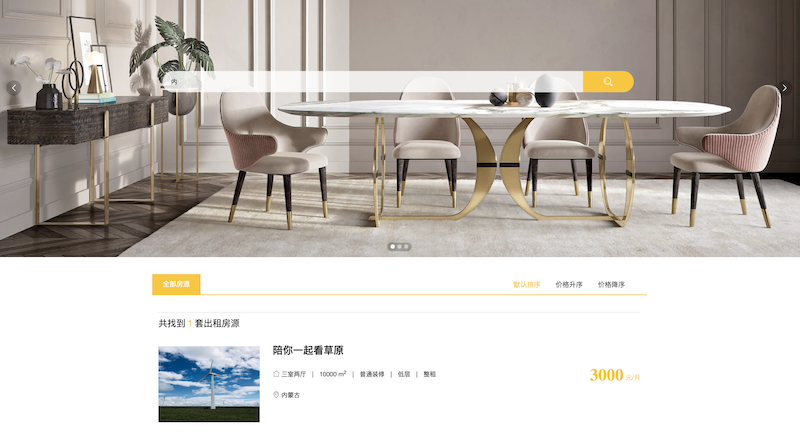 内
全部房源
默认排序 价格升序 价格降序
共找到 1 套出租房源
陪你一起看草原
三室两厅 | 10000 m² | 普通装修 | 低层 | 整租
3000 元/月
内蒙古